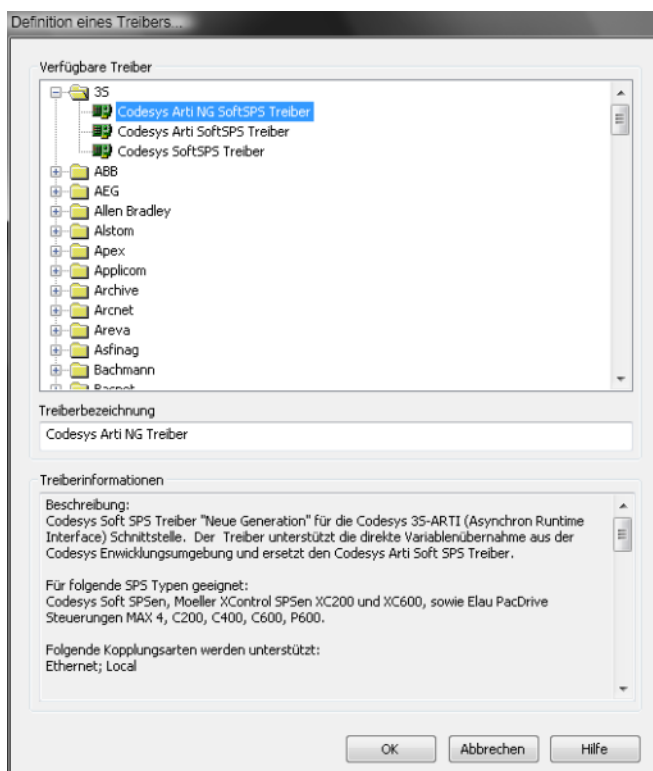 Definition eines Treibers...
Verfügbare Treiber
3S
Codesys Arti NG SoftSPS Treiber
Codesys Arti SoftSPS Treiber
Codesys SoftSPS Treiber
ABB
AEG
Allen Bradley
Alstom
Apex
Applicom
Archive
Arcnet
Areva
Asfinag
Bachmann
Bacnet
Treiberbezeichnung
Codesys Arti NG Treiber
Treiberinformationen
Beschreibung:
Codesys Soft SPS Treiber "Neue Generation" für die Codesys 3S-ARTI (Asynchron Runtime
Interface) Schnittstelle. Der Treiber unterstützt die direkte Variablenübernahme aus der
Codesys Enwicklungsumgebung und ersetzt den Codesys Arti Soft SPS Treiber.
Für folgende SPS Typen geeignet:
Codesys Soft SPSen, Moeller XControl SPSen XC200 und XC600, sowie Elau PacDrive
Steuerungen MAX 4, C200, C400, C600, P600.
Folgende Kopplungsarten werden unterstützt:
Ethernet; Local
OK
Abbrechen
Hilfe